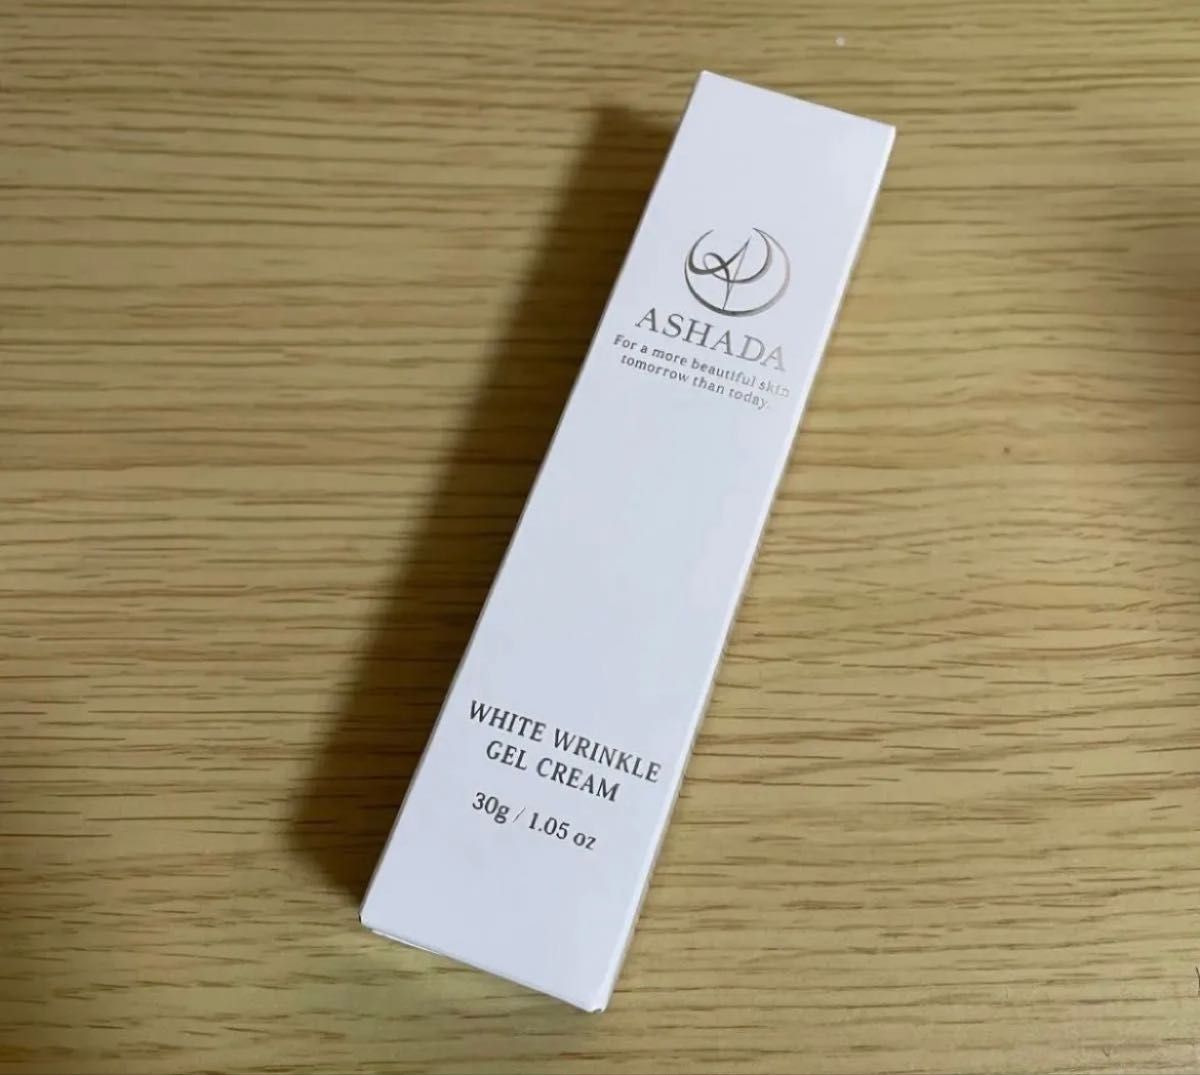 ASHADA
For a more beautiful skin
tomorrow than today.
WHITE WRINKLE
GEL CREAM
30g / 1.05 oz